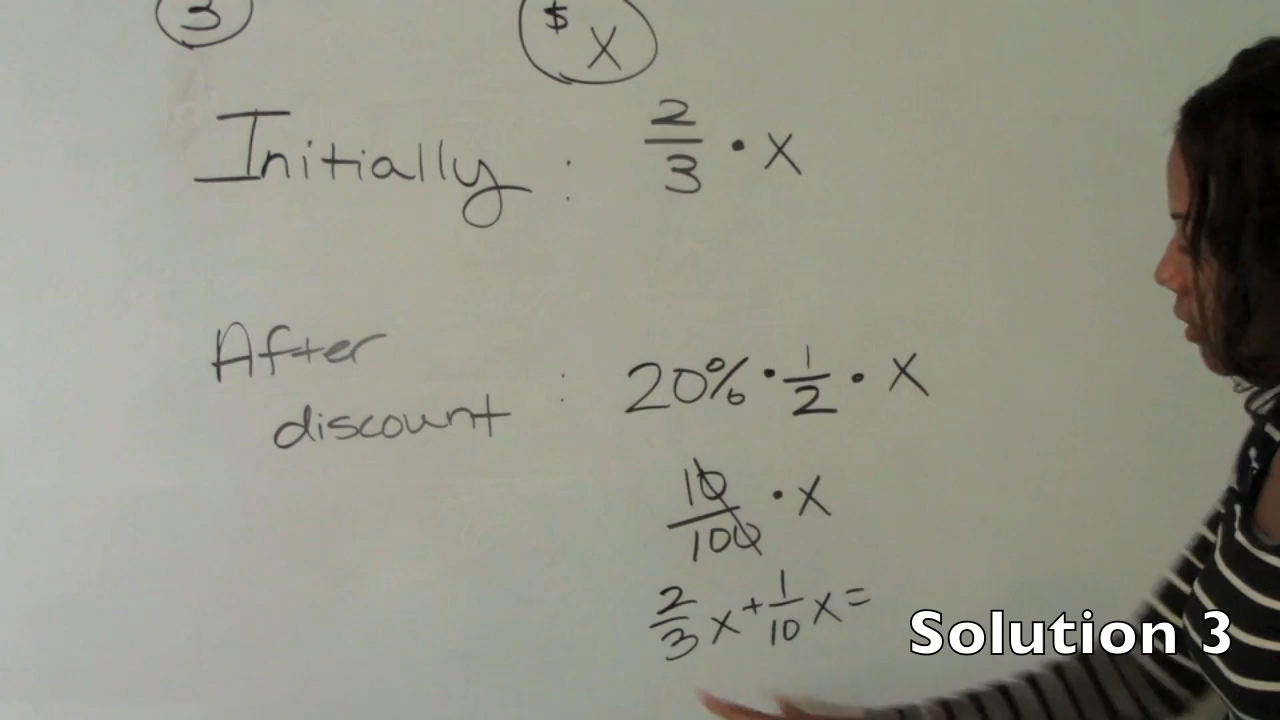 3 $ X
Initially : 2/3 · X
After
discount : 20% · 1/2 · X
10/100 · X
2/3 X + 1/10 X =
Solution 3